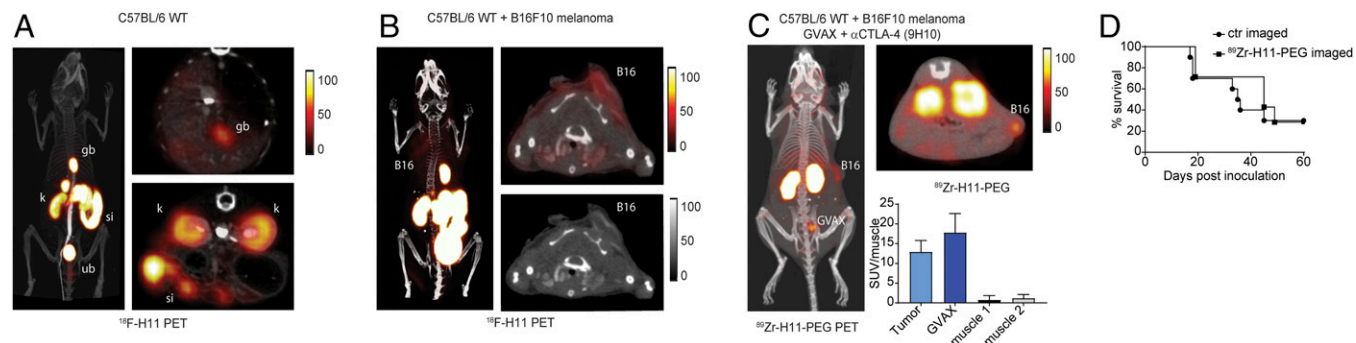 A
C57BL/6 WT
gb
k
si
ub
gb
100
50
0
k
k
si
100
50
0
¹⁸F-H11 PET
B
C57BL/6 WT + B16F10 melanoma
B16
B16
100
50
0
B16
100
50
0
¹⁸F-H11 PET
C
C57BL/6 WT + B16F10 melanoma
GVAX + αCTLA-4 (9H10)
B16
GVAX
B16
100
50
0
⁸⁹Zr-H11-PEG
SUV/muscle
25
20
15
10
5
0
Tumor
GVAX
muscle 1
muscle 2
⁸⁹Zr-H11-PEG PET
D
ctr imaged
⁸⁹Zr-H11-PEG imaged
% survival
100
80
60
40
20
0
0 20 40 60
Days post inoculation